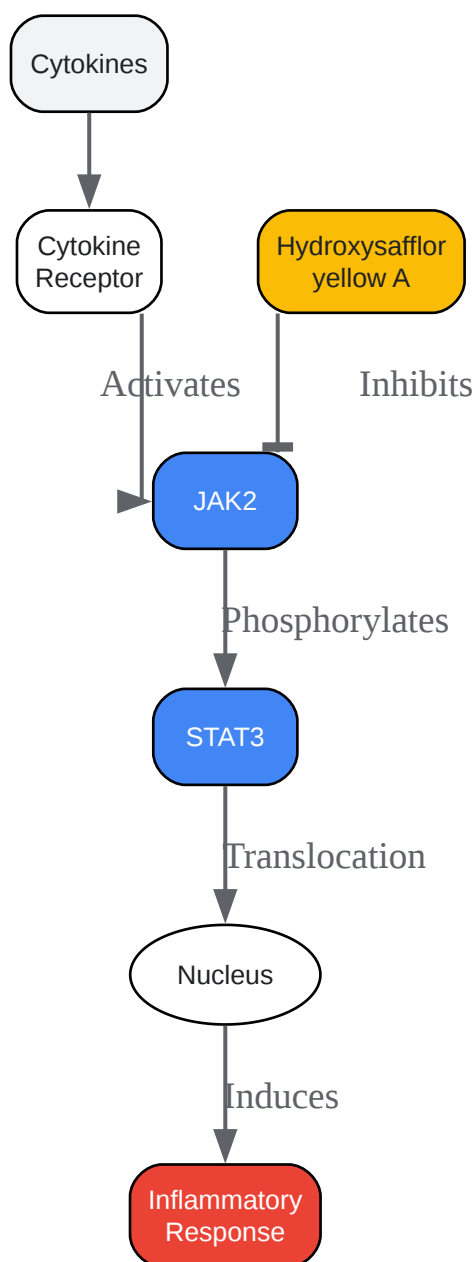 Cytokines
Cytokine
Receptor
Hydroxysafflor
yellow A
Activates
Inhibits
JAK2
Phosphorylates
STAT3
Translocation
Nucleus
Induces
Inflammatory
Response